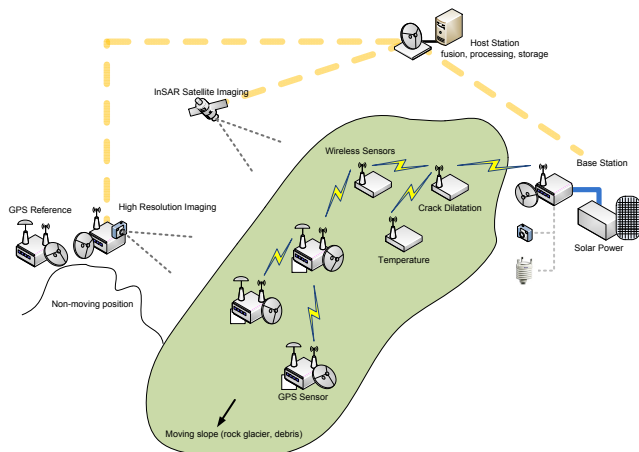 Host Station
fusion, processing, storage
InSAR Satellite Imaging
Wireless Sensors
Base Station
Crack Dilatation
GPS Reference
High Resolution Imaging
Temperature
Solar Power
Non-moving position
GPS Sensor
Moving slope (rock glacier, debris)